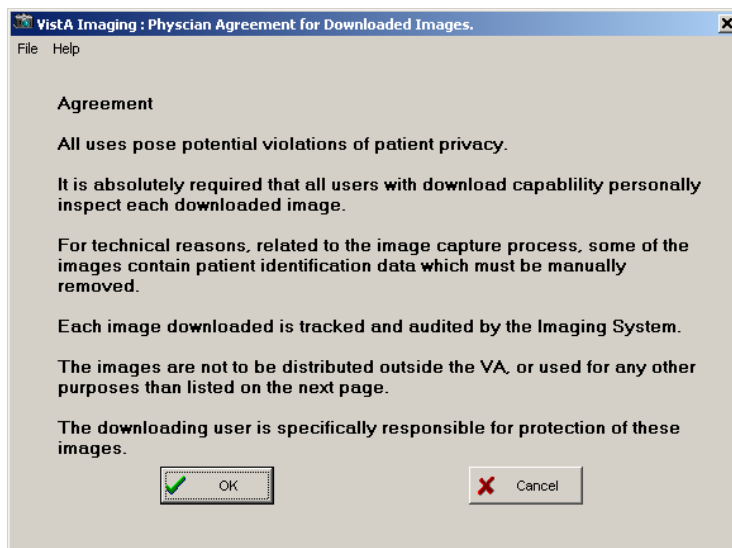 VistA Imaging : Physcian Agreement for Downloaded Images.
File Help
Agreement
All uses pose potential violations of patient privacy.
It is absolutely required that all users with download capablility personally
inspect each downloaded image.
For technical reasons, related to the image capture process, some of the
images contain patient identification data which must be manually
removed.
Each image downloaded is tracked and audited by the Imaging System.
The images are not to be distributed outside the VA, or used for any other
purposes than listed on the next page.
The downloading user is specifically responsible for protection of these
images.
OK Cancel